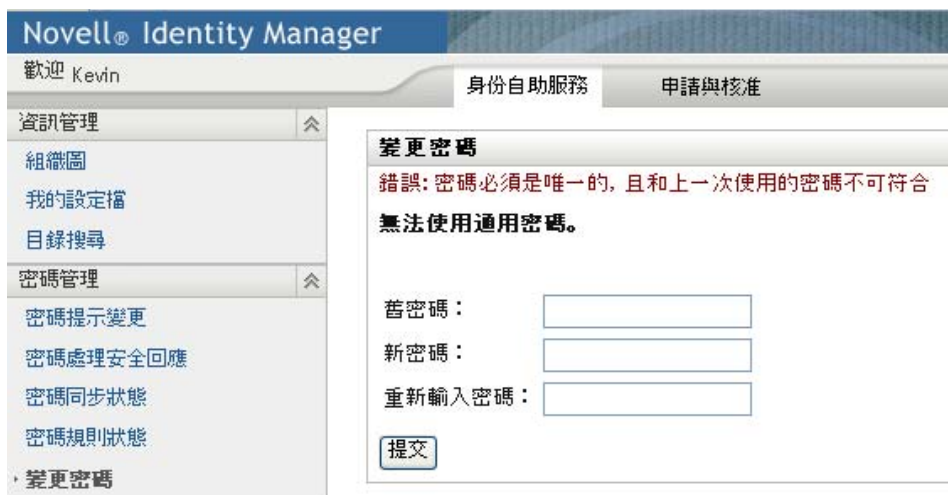 Novell® Identity Manager
歡迎 Kevin
身份自助服務
申請與核准
資訊管理
組織圖
我的設定檔
目錄搜尋
密碼管理
密碼提示變更
密碼處理安全回應
密碼同步狀態
密碼規則狀態
變更密碼
變更密碼
錯誤: 密碼必須是唯一的, 且和上一次使用的密碼不可符合
無法使用通用密碼。
舊密碼：
新密碼：
重新輸入密碼：
提交